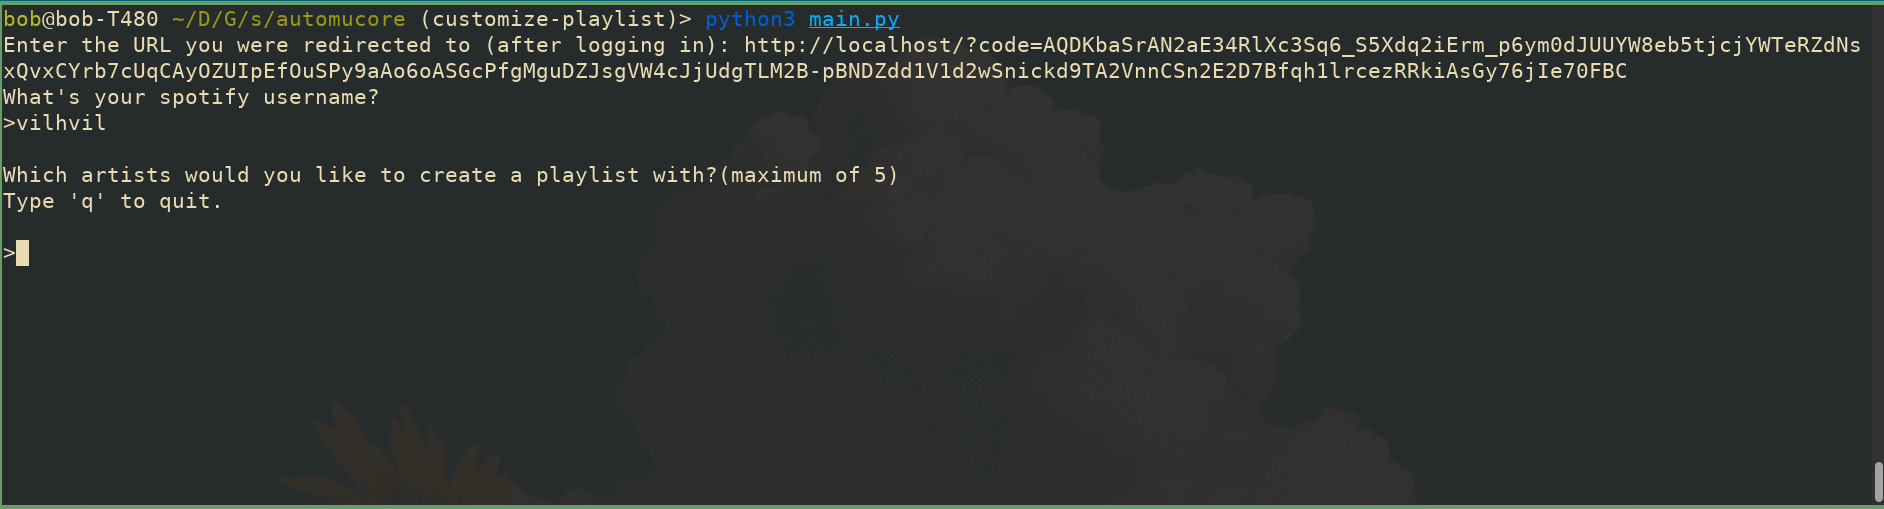 bob@bob-T480 ~/D/G/s/automucore (customize-playlist)> python3 main.py
Enter the URL you were redirected to (after logging in): http://localhost/?code=AQDKbaSrAN2aE34RlXc3Sq6_S5Xdq2iErm_p6ym0dJUUYW8eb5tjcjYWTeRZdNs
xQvxCYrb7cUqCAyOZUIpEfOuSPy9aAo6oASGcPfgMguDZJsgVW4cJjUdgTLM2B-pBNDZdd1V1d2wSnickd9TA2VnnCSn2E2D7Bfqh1lrcezRRkiAsGy76jIe70FBC
What's your spotify username?
>vilhvil
Which artists would you like to create a playlist with?(maximum of 5)
Type 'q' to quit.
>